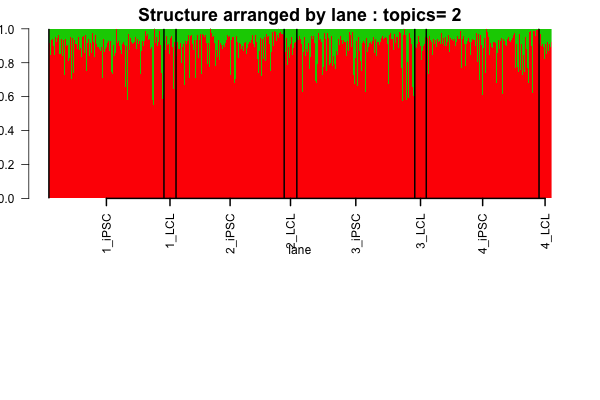 Structure arranged by lane : topics= 2
1.0
0.8
0.6
0.4
0.2
0.0
1_iPSC
1_LCL
2_iPSC
2_LCL
3_iPSC
3_LCL
4_iPSC
4_LCL
lane